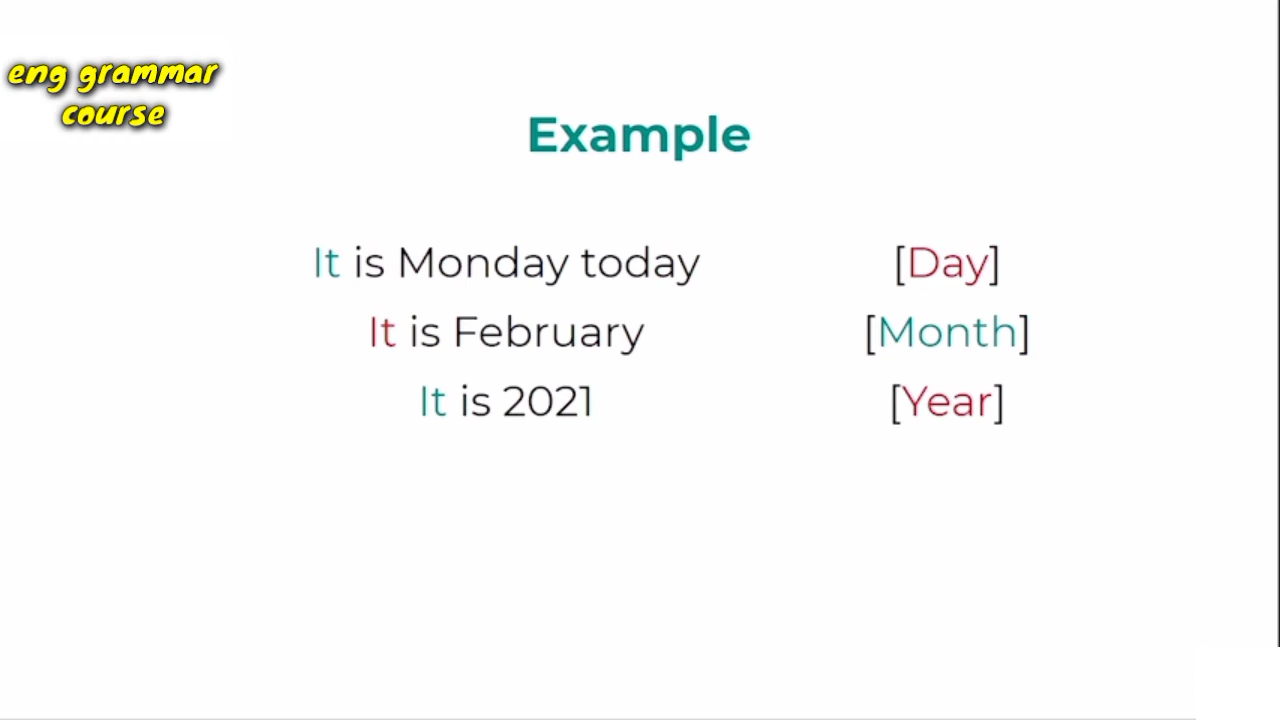 eng grammar
course
Example
It is Monday today [Day]
It is February [Month]
It is 2021 [Year]